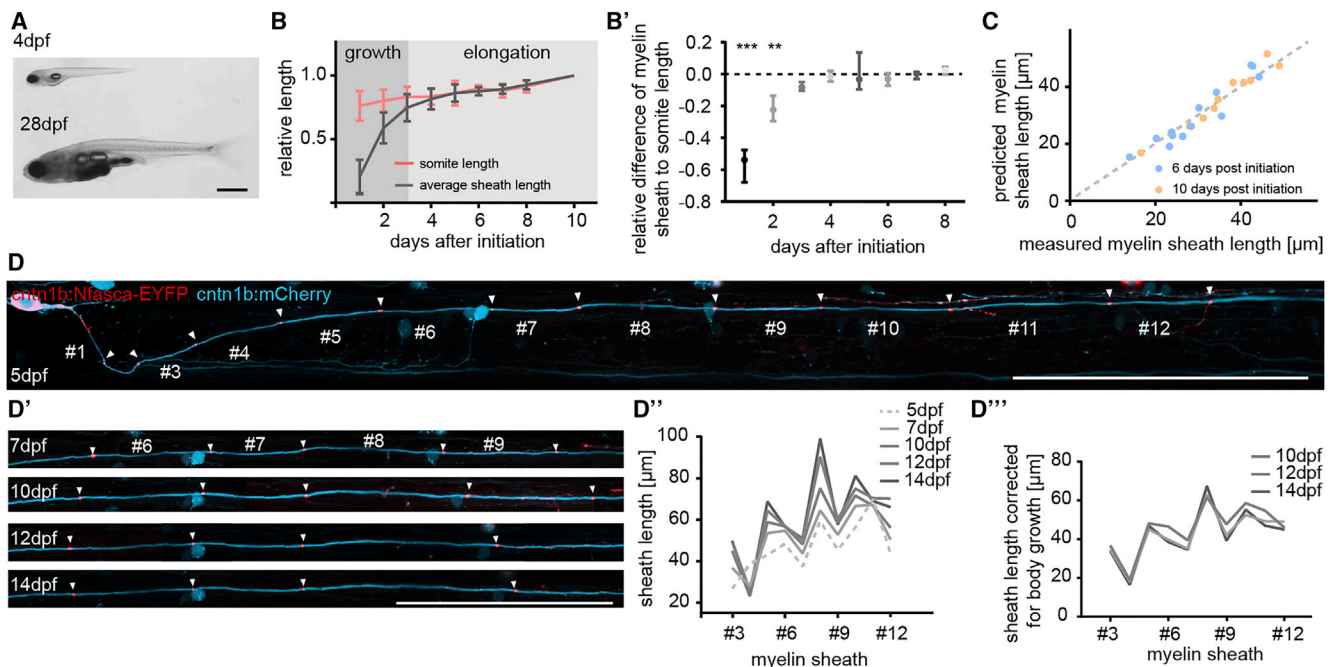 A
4dpf
28dpf
B
growth
elongation
relative length
1.0
0.5
somite length
average sheath length
2 4 6 8 10
days after initiation
B'
relative difference of myelin
sheath to somite length
0.2
0.0
-0.2
-0.4
-0.6
-0.8
*** **
2 4 6 8
days after initiation
C
predicted myelin
sheath length [µm]
60
40
20
0
6 days post initiation
10 days post initiation
0 20 40
measured myelin sheath length [µm]
D
cntn1b:Nfasca-EYFP cntn1b:mCherry
#1 #3 #4 #5 #6 #7 #8 #9 #10 #11 #12
5dpf
D'
7dpf
#6 #7 #8 #9
10dpf
12dpf
14dpf
D''
5dpf
7dpf
10dpf
12dpf
14dpf
sheath length [µm]
100
80
60
40
20
#3 #6 #9 #12
myelin sheath
D'''
10dpf
12dpf
14dpf
sheath length corrected
for body growth [µm]
80
60
40
20
0
#3 #6 #9 #12
myelin sheath